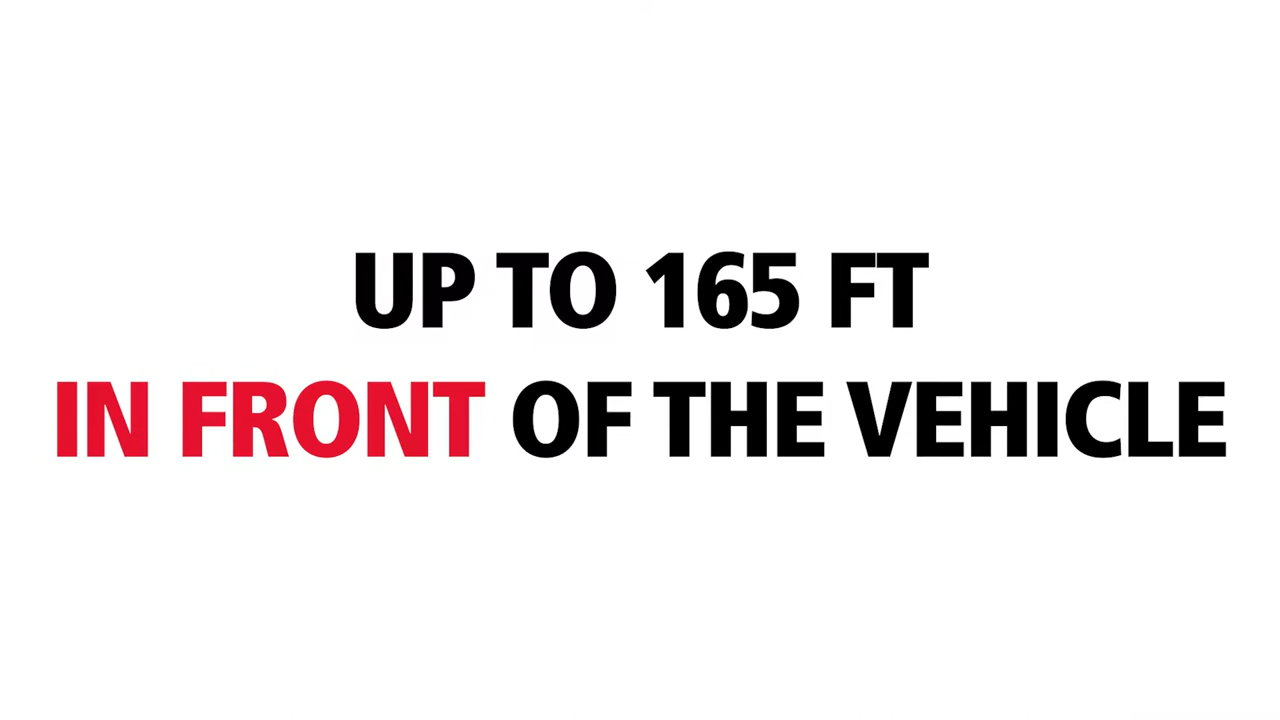 UP TO 165 FT
IN FRONT OF THE VEHICLE